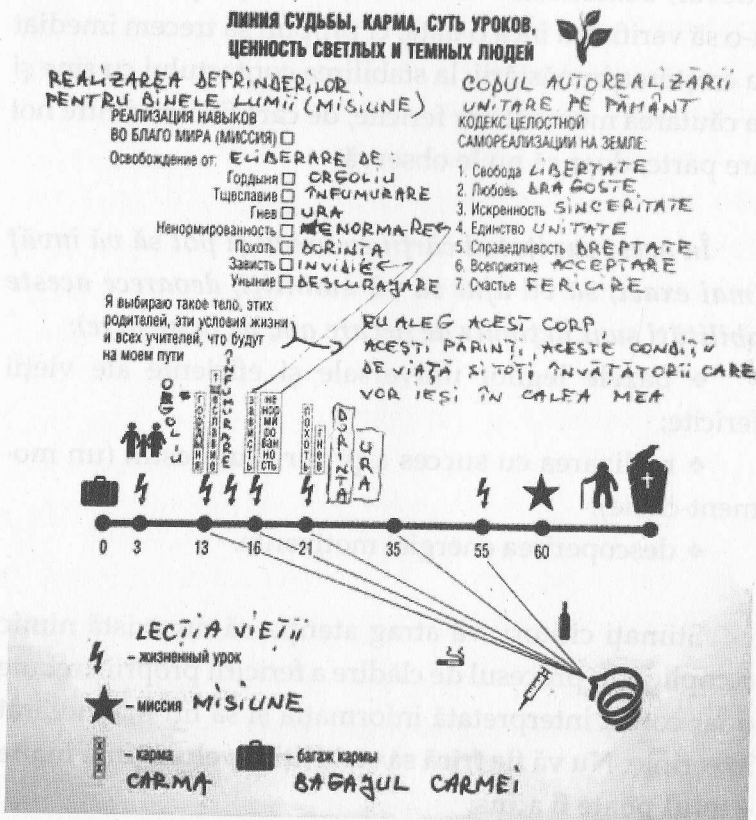 ЛИНИЯ СУДЬБЫ, КАРМА, СУТЬ УРОКОВ,
ЦЕННОСТЬ СВЕТЛЫХ И ТЕМНЫХ ЛЮДЕЙ
REALIZAREA DEPRINDERILOR
PENTRU BINELE LUMII (MISIUNE)
РЕАЛИЗАЦИЯ НАВЫКОВ
ВО БЛАГО МИРА (МИССИЯ)
Освобождение от: ELIBERARE DE
Гордыня ORGOLIU
Тщеславие ÎNFUMURARE
Гнев URA
Ненормированность ENORMARE
Похоть DORINTA
Зависть INVIDIE
Уныние DESCURAJARE
CODUL AUTOREALIZĂRII
UNITARE PE PĂMÂNT
КОДЕКС ЦЕЛОСТНОЙ
САМОРЕАЛИЗАЦИИ НА ЗЕМЛЕ:
1. Свобода LIBERTATE
2. Любовь DRAGOSTE
3. Искренность SINCERITATE
4. Единство UNITATE
5. Справедливость DREPTATE
6. Всеприятие ACCEPTARE
7. Счастье FERICIRE
Я выбираю такое тело, этих
родителей, эти условия жизни
и всех учителей, что будут
на моем пути
EU ALEG ACEST CORP
ACEȘTI PĂRINȚI, ACESTE CONDIȚII
DE VIAȚĂ ȘI TOȚI ÎNVĂȚĂTORII CARE
VOR IEȘI ÎN CALEA MEA
ORGOLIU
ГОРДЫНЯ
ТЩЕСЛАВИЕ
ЗАВИСТЬ
НЕНОРМИРОВАННОСТЬ
ПОХОТЬ
ГНЕВ
DORINTA
URA
0 3 13 16 21 35 55 60
LECȚIA VIEȚII
– жизненный урок
– миссия MISIUNE
– карма
– багаж кармы
CARMA
BAGAJUL CARMEI